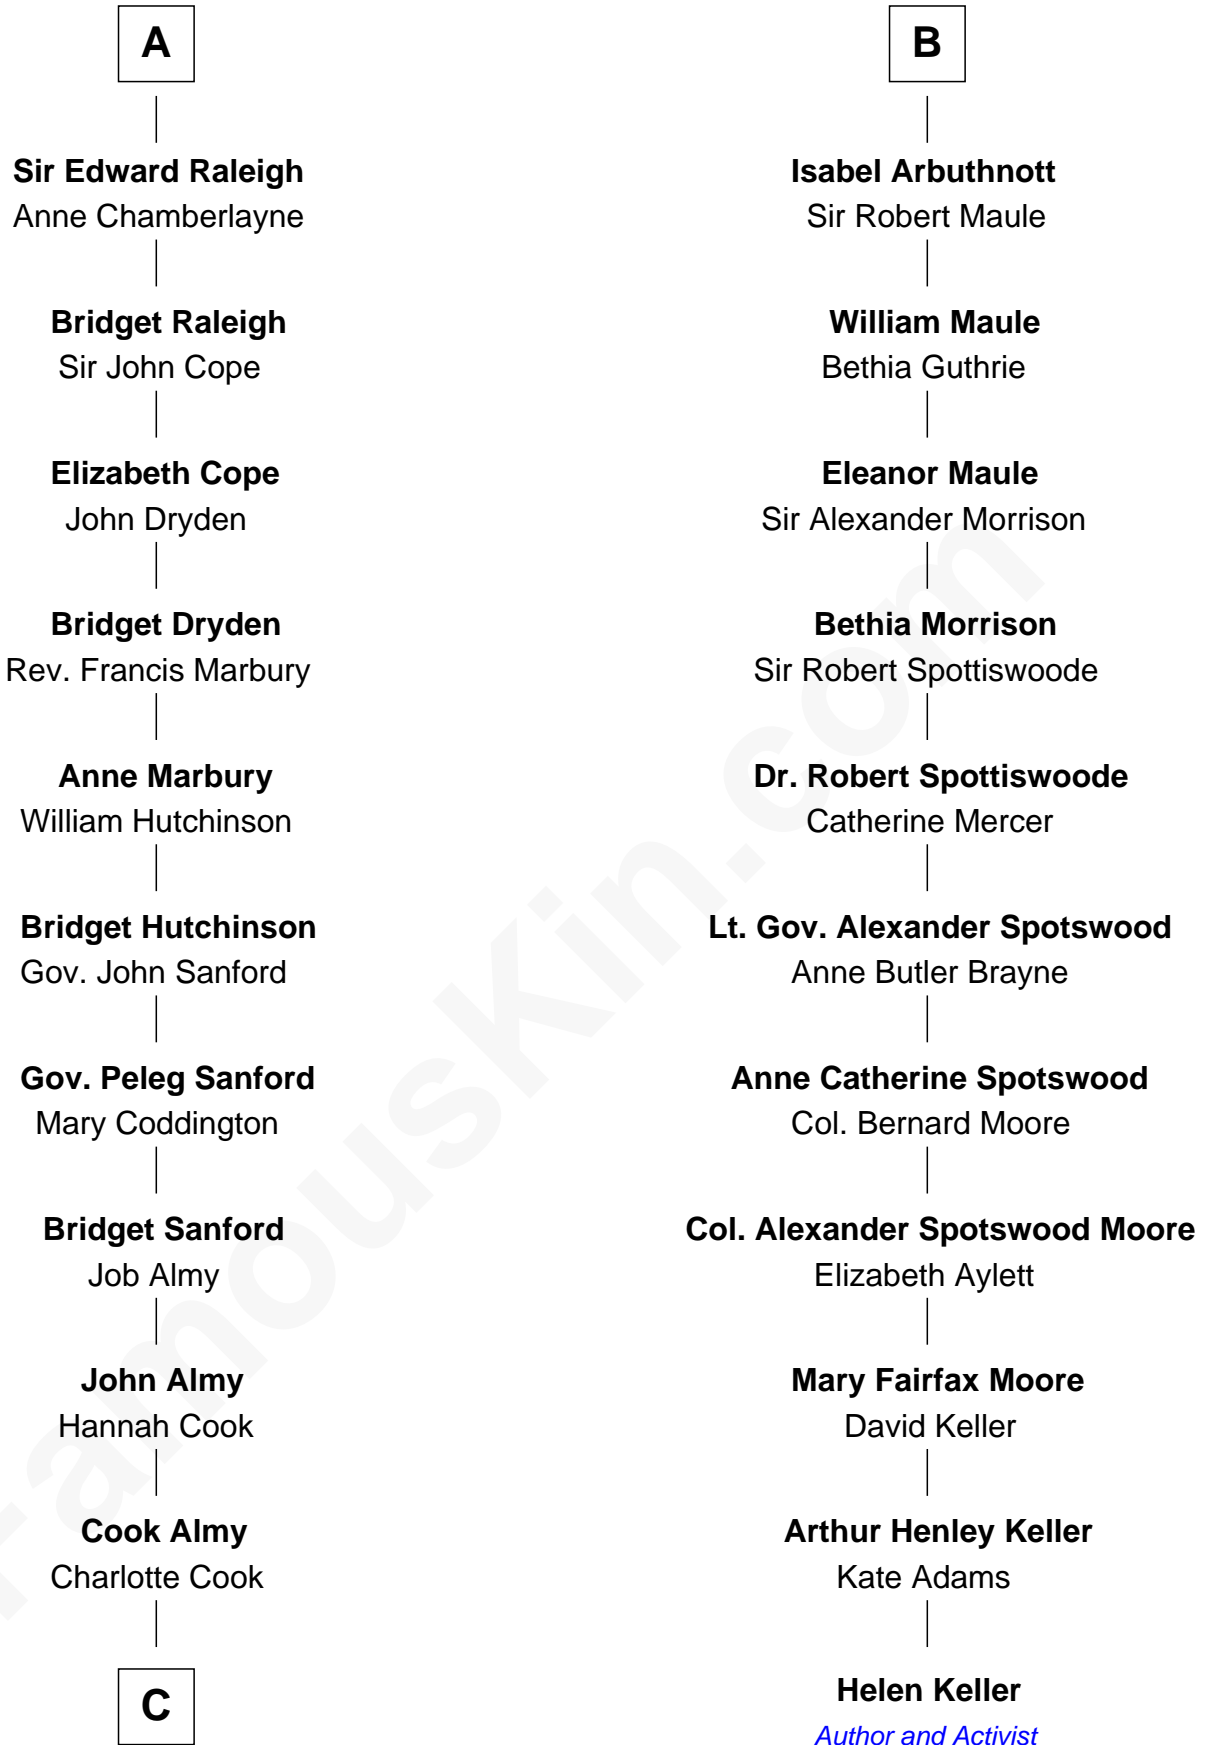 A
Sir Edward Raleigh
Anne Chamberlayne
Bridget Raleigh
Sir John Cope
Elizabeth Cope
John Dryden
Bridget Dryden
Rev. Francis Marbury
Anne Marbury
William Hutchinson
Bridget Hutchinson
Gov. John Sanford
Gov. Peleg Sanford
Mary Coddington
Bridget Sanford
Job Almy
John Almy
Hannah Cook
Cook Almy
Charlotte Cook
C
B
Isabel Arbuthnott
Sir Robert Maule
William Maule
Bethia Guthrie
Eleanor Maule
Sir Alexander Morrison
Bethia Morrison
Sir Robert Spottiswoode
Dr. Robert Spottiswoode
Catherine Mercer
Lt. Gov. Alexander Spotswood
Anne Butler Brayne
Anne Catherine Spotswood
Col. Bernard Moore
Col. Alexander Spotswood Moore
Elizabeth Aylett
Mary Fairfax Moore
David Keller
Arthur Henley Keller
Kate Adams
Helen Keller
Author and Activist
FamousKin.com